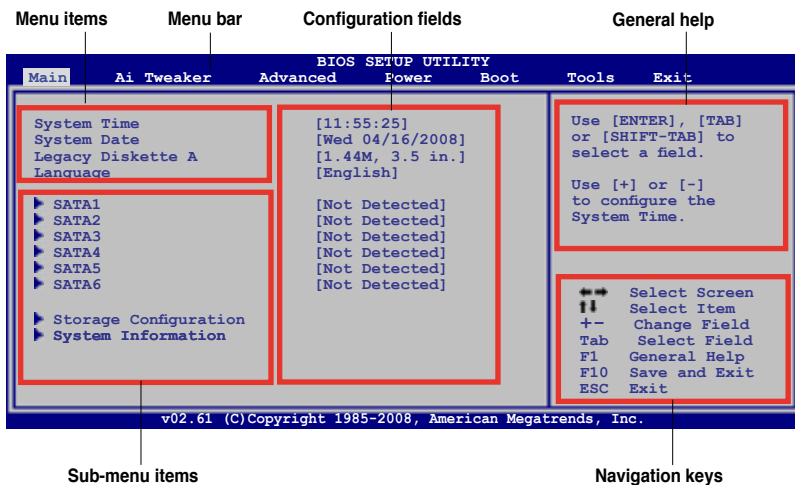 Menu items Menu bar Configuration fields General help
BIOS SETUP UTILITY
Main Ai Tweaker Advanced Power Boot Tools Exit
System Time [11:55:25]
System Date [Wed 04/16/2008]
Legacy Diskette A [1.44M, 3.5 in.]
Language [English]
SATA1 [Not Detected]
SATA2 [Not Detected]
SATA3 [Not Detected]
SATA4 [Not Detected]
SATA5 [Not Detected]
SATA6 [Not Detected]
Storage Configuration
System Information
Use [ENTER], [TAB]
or [SHIFT-TAB] to
select a field.
Use [+] or [-]
to configure the
System Time.
Select Screen
Select Item
+- Change Field
Tab Select Field
F1 General Help
F10 Save and Exit
ESC Exit
v02.61 (C)Copyright 1985-2008, American Megatrends, Inc.
Sub-menu items Navigation keys